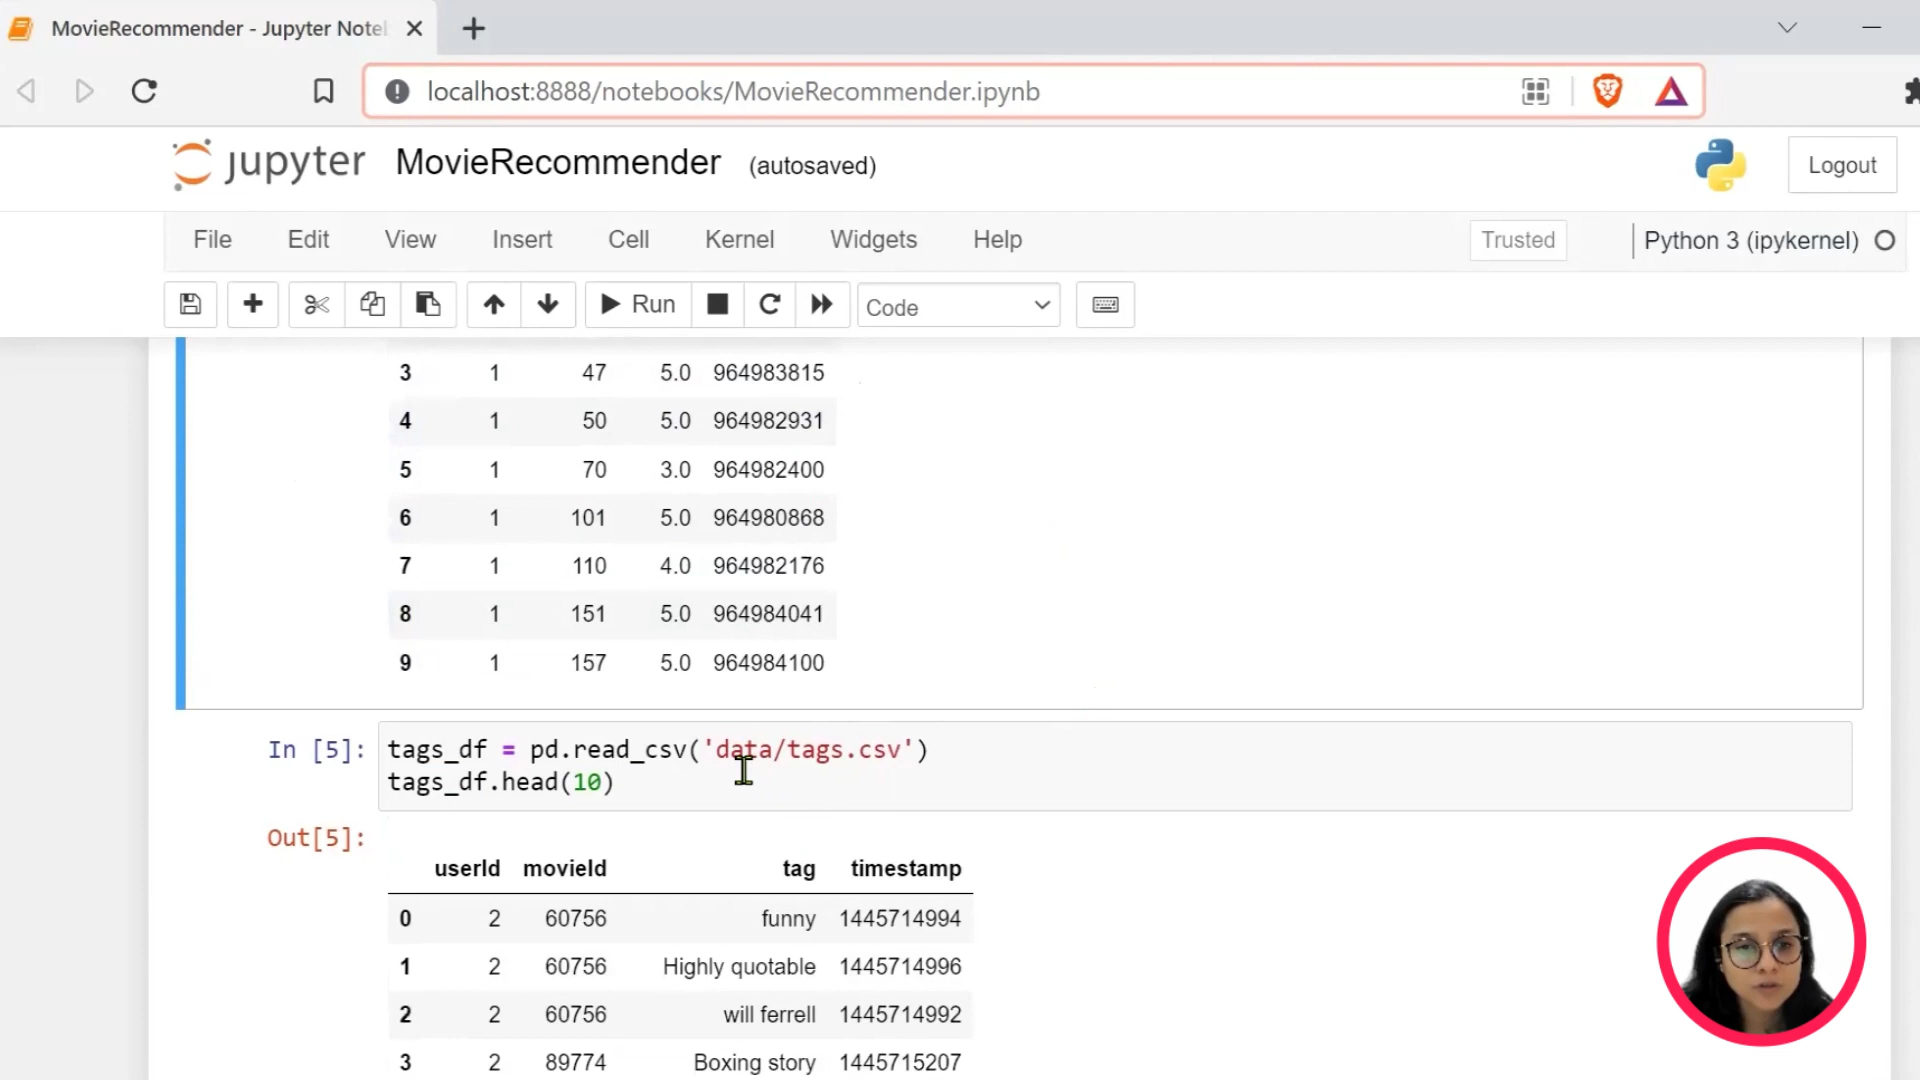 MovieRecommender - Jupyter Note
localhost:8888/notebooks/MovieRecommender.ipynb
jupyter MovieRecommender (autosaved) Logout
File Edit View Insert Cell Kernel Widgets Help Trusted Python 3 (ipykernel)
Run Code
3 1 47 5.0 964983815
4 1 50 5.0 964982931
5 1 70 3.0 964982400
6 1 101 5.0 964980868
7 1 110 4.0 964982176
8 1 151 5.0 964984041
9 1 157 5.0 964984100
In [5]: tags_df = pd.read_csv('data/tags.csv')
tags_df.head(10)
Out[5]:
userId movieId tag timestamp
0 2 60756 funny 1445714994
1 2 60756 Highly quotable 1445714996
2 2 60756 will ferrell 1445714992
3 2 89774 Boxing story 1445715207